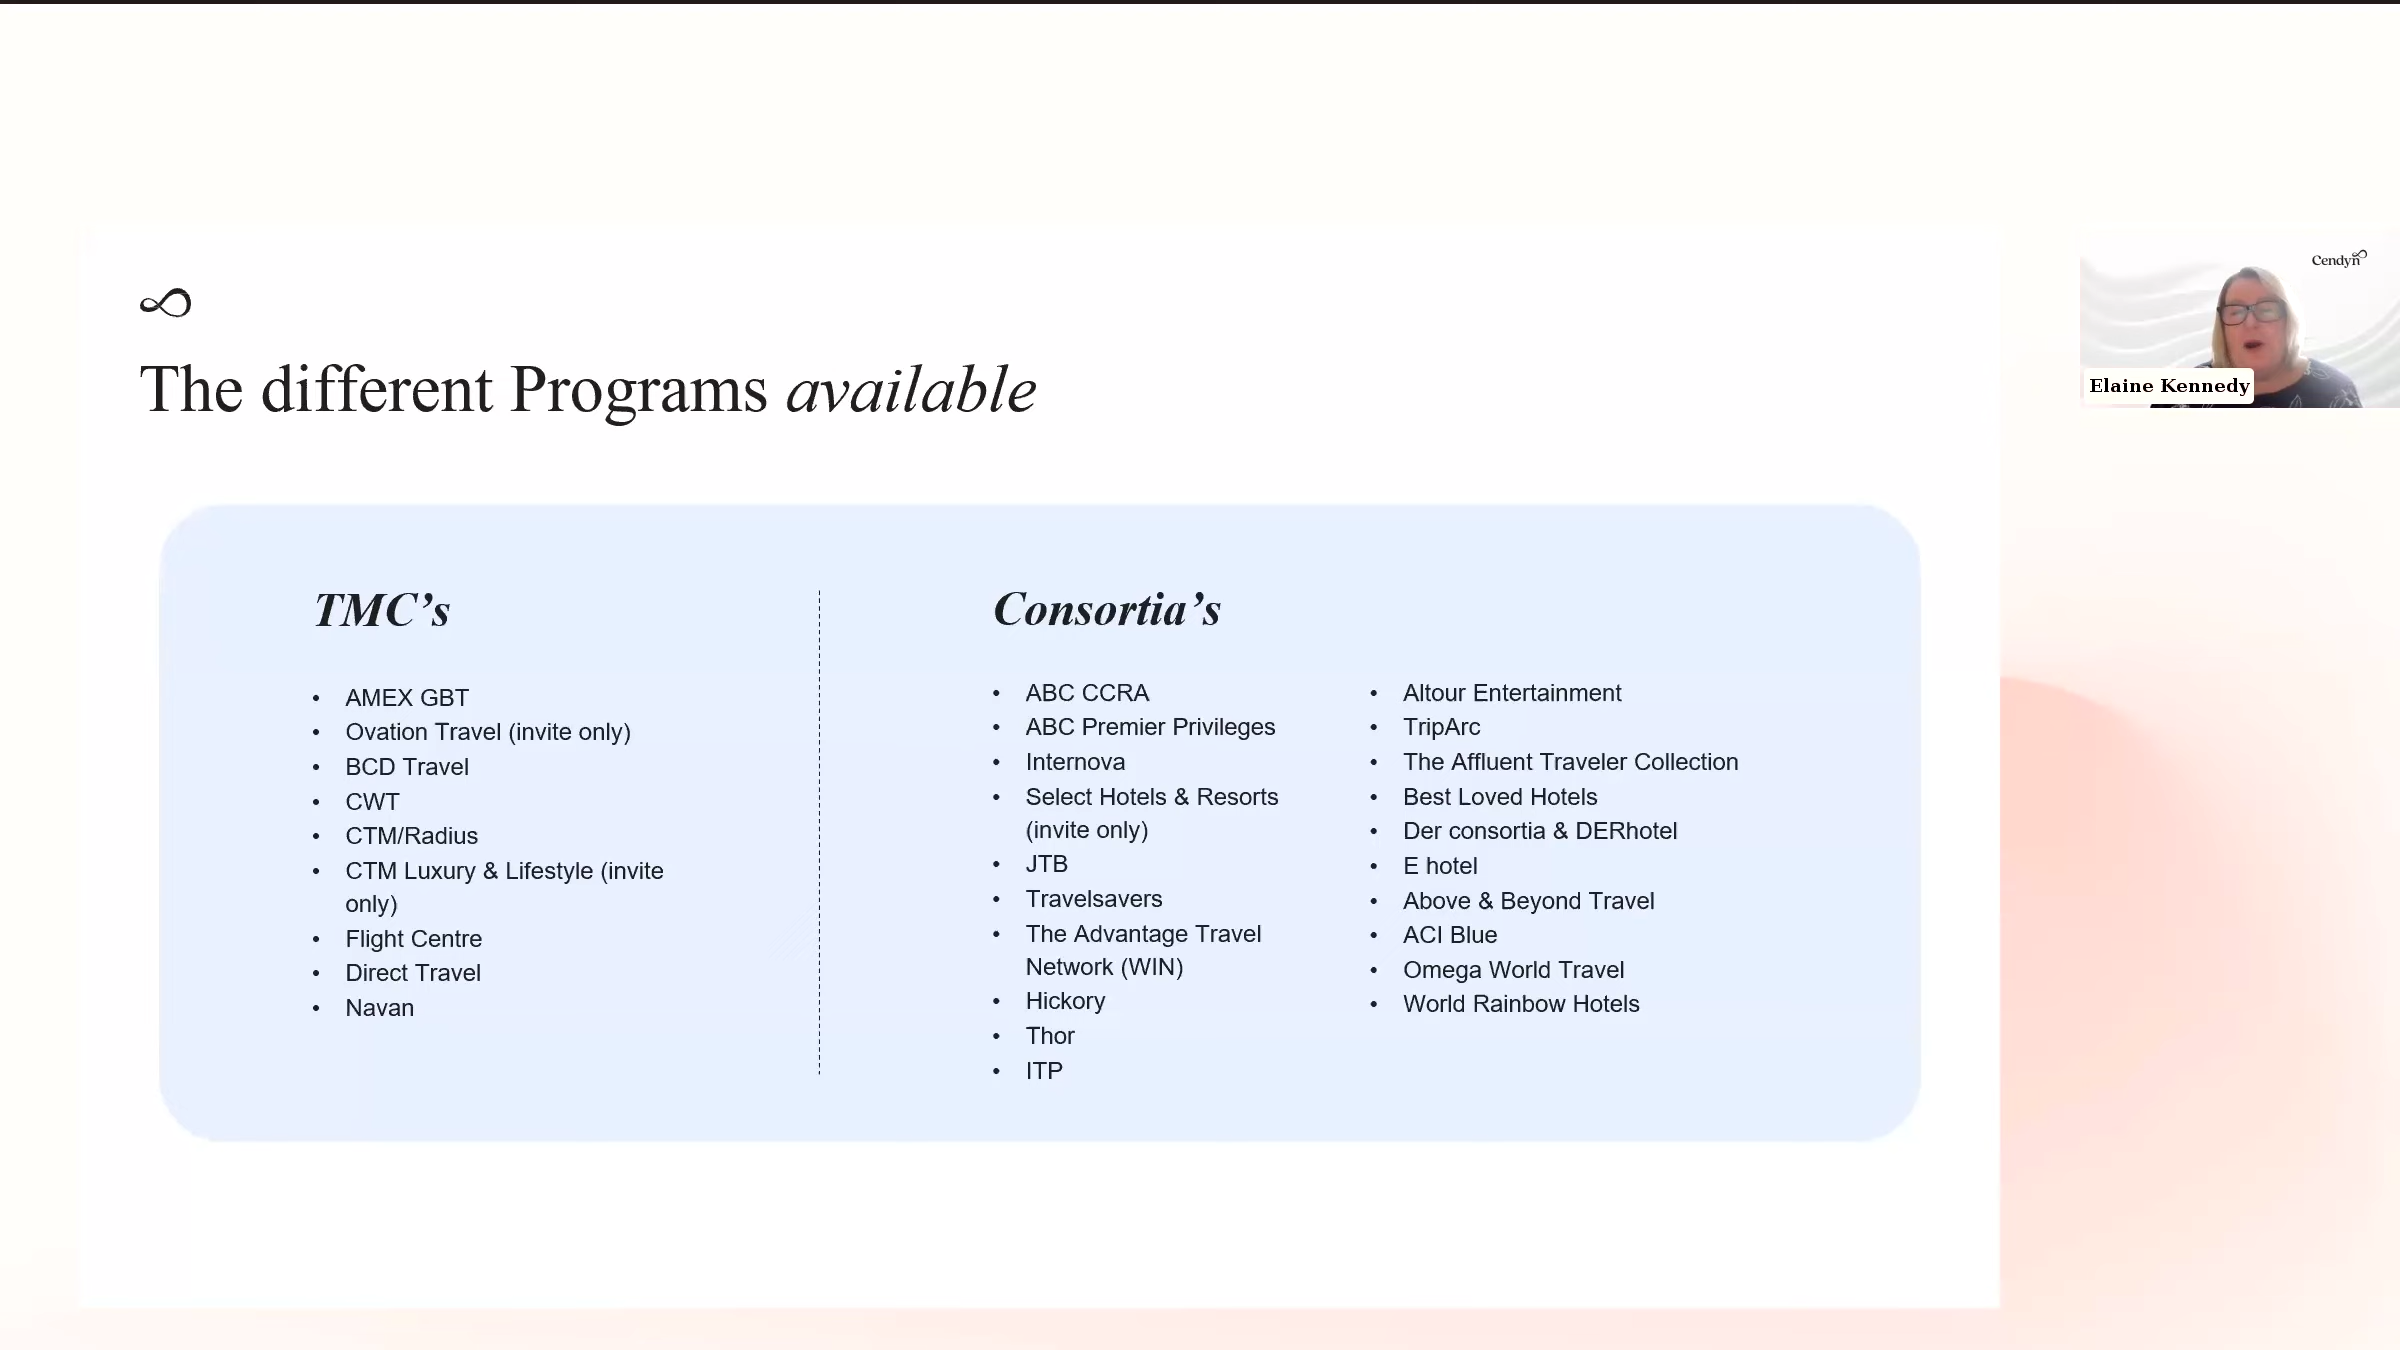 The different Programs available
TMC’s
• AMEX GBT
• Ovation Travel (invite only)
• BCD Travel
• CWT
• CTM/Radius
• CTM Luxury & Lifestyle (invite
only)
• Flight Centre
• Direct Travel
• Navan
Consortia’s
• ABC CCRA
• ABC Premier Privileges
• Internova
• Select Hotels & Resorts
(invite only)
• JTB
• Travelsavers
• The Advantage Travel
Network (WIN)
• Hickory
• Thor
• ITP
• Altour Entertainment
• TripArc
• The Affluent Traveler Collection
• Best Loved Hotels
• Der consortia & DERhotel
• E hotel
• Above & Beyond Travel
• ACI Blue
• Omega World Travel
• World Rainbow Hotels
Cendyn
Elaine Kennedy